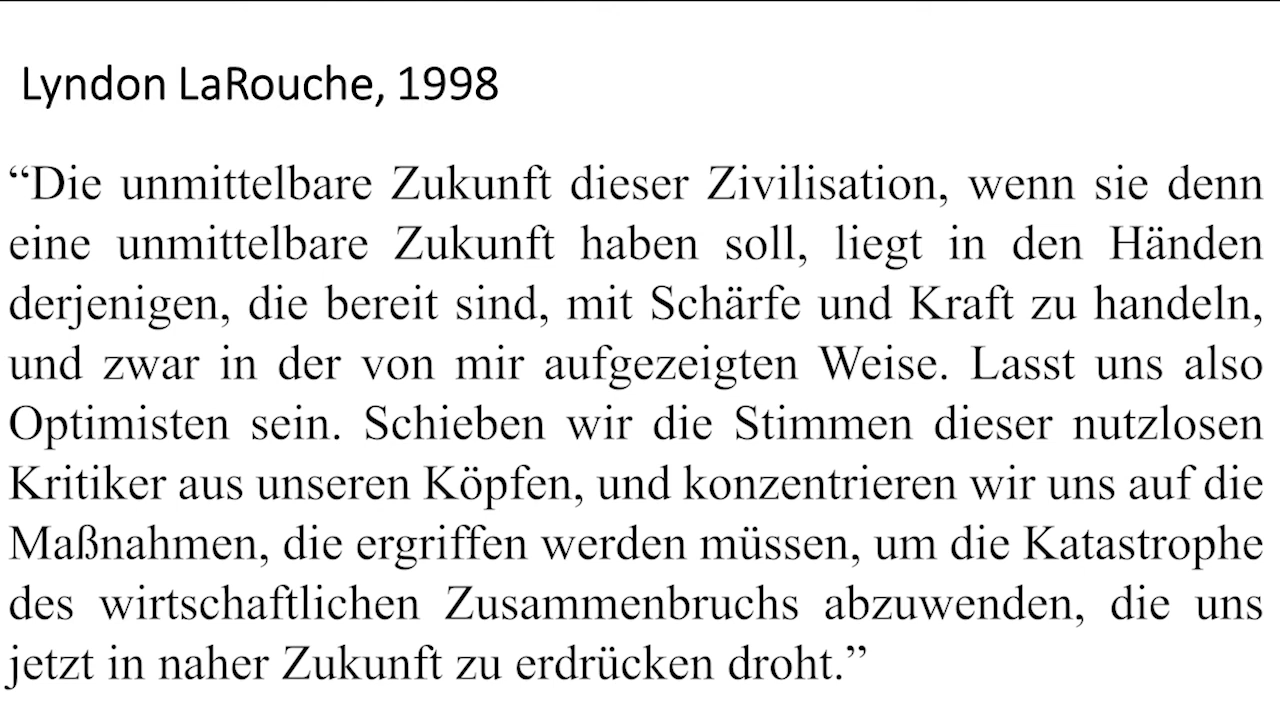 Lyndon LaRouche, 1998
“Die unmittelbare Zukunft dieser Zivilisation, wenn sie denn
eine unmittelbare Zukunft haben soll, liegt in den Händen
derjenigen, die bereit sind, mit Schärfe und Kraft zu handeln,
und zwar in der von mir aufgezeigten Weise. Lasst uns also
Optimisten sein. Schieben wir die Stimmen dieser nutzlosen
Kritiker aus unseren Köpfen, und konzentrieren wir uns auf die
Maßnahmen, die ergriffen werden müssen, um die Katastrophe
des wirtschaftlichen Zusammenbruchs abzuwenden, die uns
jetzt in naher Zukunft zu erdrücken droht.”